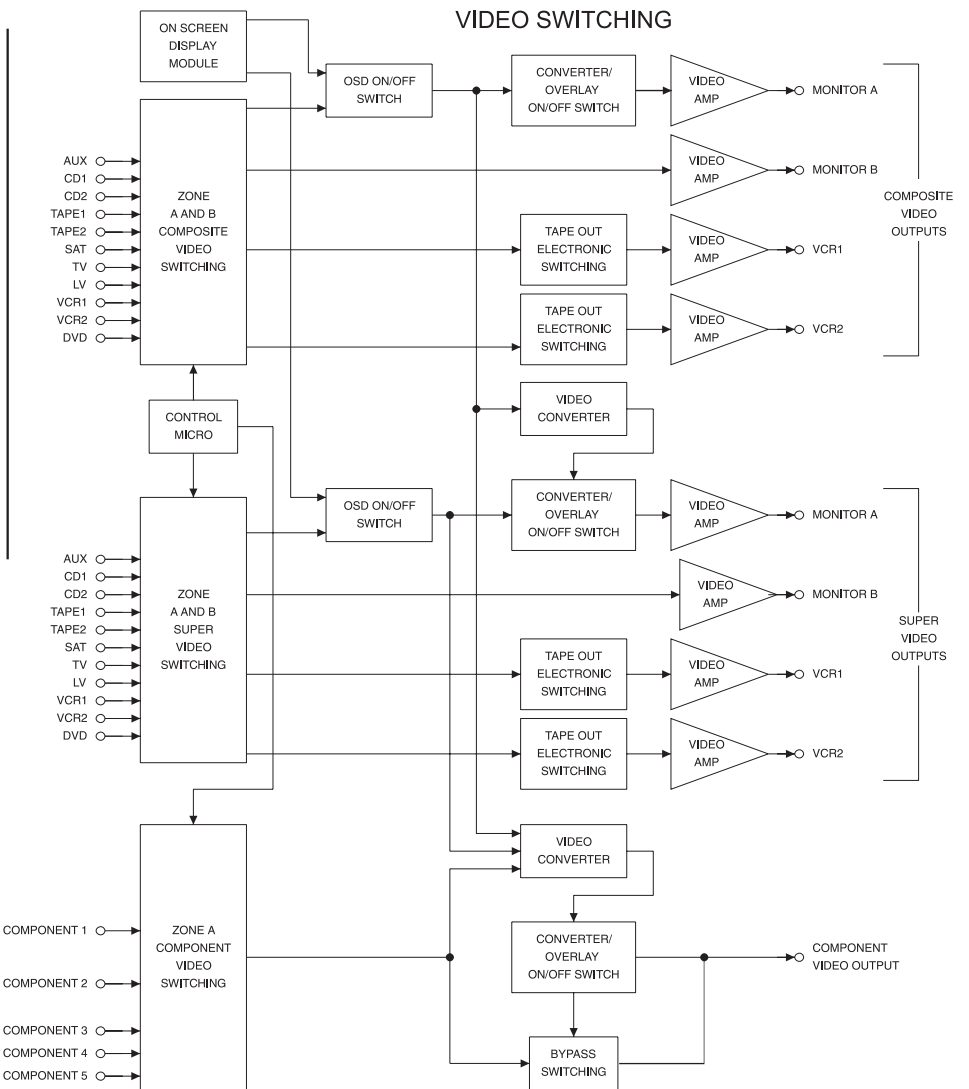 VIDEO SWITCHING
ON SCREEN
DISPLAY
MODULE
OSD ON/OFF
SWITCH
CONVERTER/
OVERLAY
ON/OFF SWITCH
VIDEO
AMP
MONITOR A
AUX
CD1
CD2
TAPE1
TAPE2
SAT
TV
LV
VCR1
VCR2
DVD
ZONE
A AND B
COMPOSITE
VIDEO
SWITCHING
VIDEO
AMP
MONITOR B
TAPE OUT
ELECTRONIC
SWITCHING
VIDEO
AMP
VCR1
TAPE OUT
ELECTRONIC
SWITCHING
VIDEO
AMP
VCR2
COMPOSITE
VIDEO
OUTPUTS
CONTROL
MICRO
VIDEO
CONVERTER
OSD ON/OFF
SWITCH
CONVERTER/
OVERLAY
ON/OFF SWITCH
VIDEO
AMP
MONITOR A
AUX
CD1
CD2
TAPE1
TAPE2
SAT
TV
LV
VCR1
VCR2
DVD
ZONE
A AND B
SUPER
VIDEO
SWITCHING
VIDEO
AMP
MONITOR B
TAPE OUT
ELECTRONIC
SWITCHING
VIDEO
AMP
VCR1
TAPE OUT
ELECTRONIC
SWITCHING
VIDEO
AMP
VCR2
SUPER
VIDEO
OUTPUTS
VIDEO
CONVERTER
COMPONENT 1
COMPONENT 2
COMPONENT 3
COMPONENT 4
COMPONENT 5
ZONE A
COMPONENT
VIDEO
SWITCHING
CONVERTER/
OVERLAY
ON/OFF SWITCH
COMPONENT
VIDEO OUTPUT
BYPASS
SWITCHING